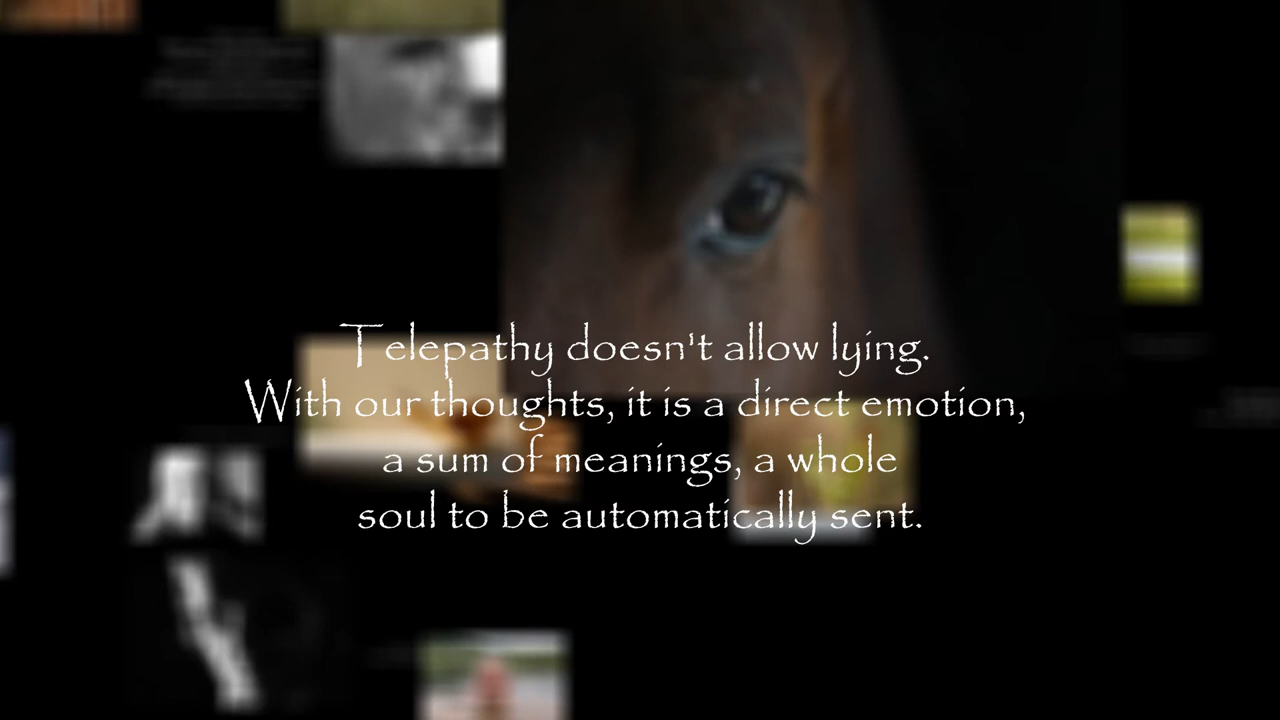 Telepathy doesn't allow lying.
With our thoughts, it is a direct emotion,
a sum of meanings, a whole
soul to be automatically sent.